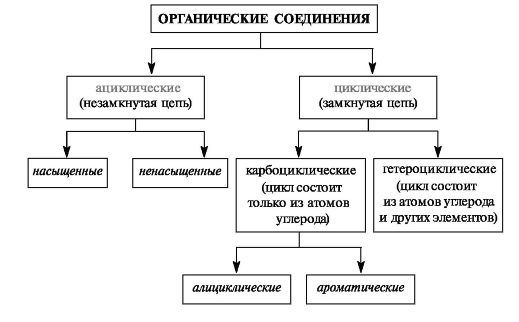 ОРГАНИЧЕСКИЕ СОЕДИНЕНИЯ
ациклические
(незамкнутая цепь)
циклические
(замкнутая цепь)
насыщенные
ненасыщенные
карбоциклические
(цикл состоит
только из атомов
углерода)
гетероциклические
(цикл состоит
из атомов углерода
и других элементов)
алициклические
ароматические